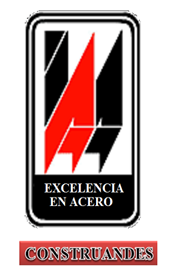 EXCELENCIA
EN ACERO
CONSTRUANDES